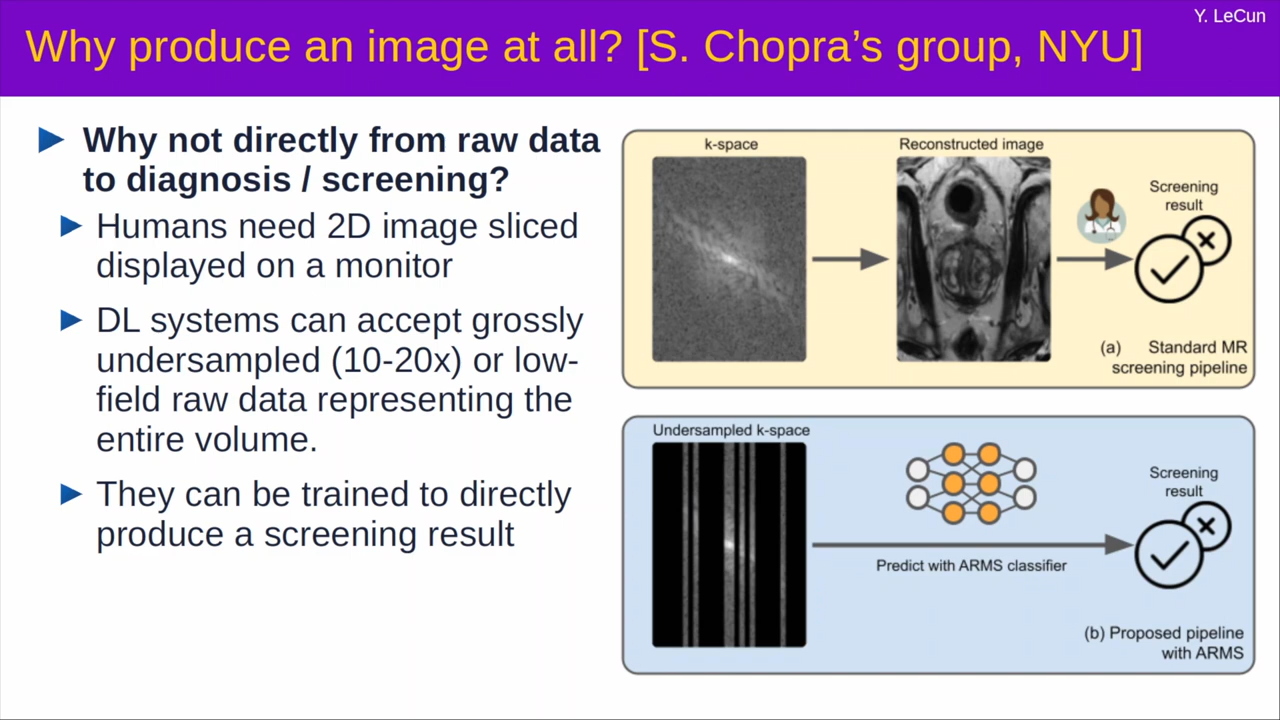 Y. LeCun
Why produce an image at all? [S. Chopra’s group, NYU]
Why not directly from raw data
to diagnosis / screening?
Humans need 2D image sliced
displayed on a monitor
DL systems can accept grossly
undersampled (10-20x) or low-
field raw data representing the
entire volume.
They can be trained to directly
produce a screening result
k-space
Reconstructed image
Screening
result
(a) Standard MR
screening pipeline
Undersampled k-space
Screening
result
Predict with ARMS classifier
(b) Proposed pipeline
with ARMS